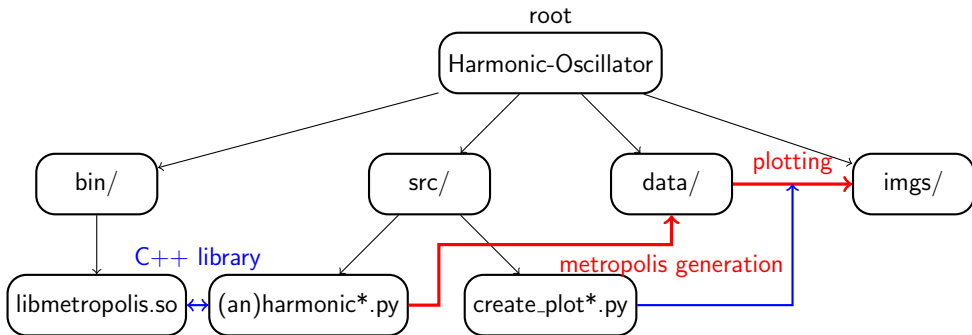 root
Harmonic-Oscillator
plotting
bin/
src/
data/
imgs/
C++ library
metropolis generation
libmetropolis.so
(an)harmonic*.py
create_plot*.py